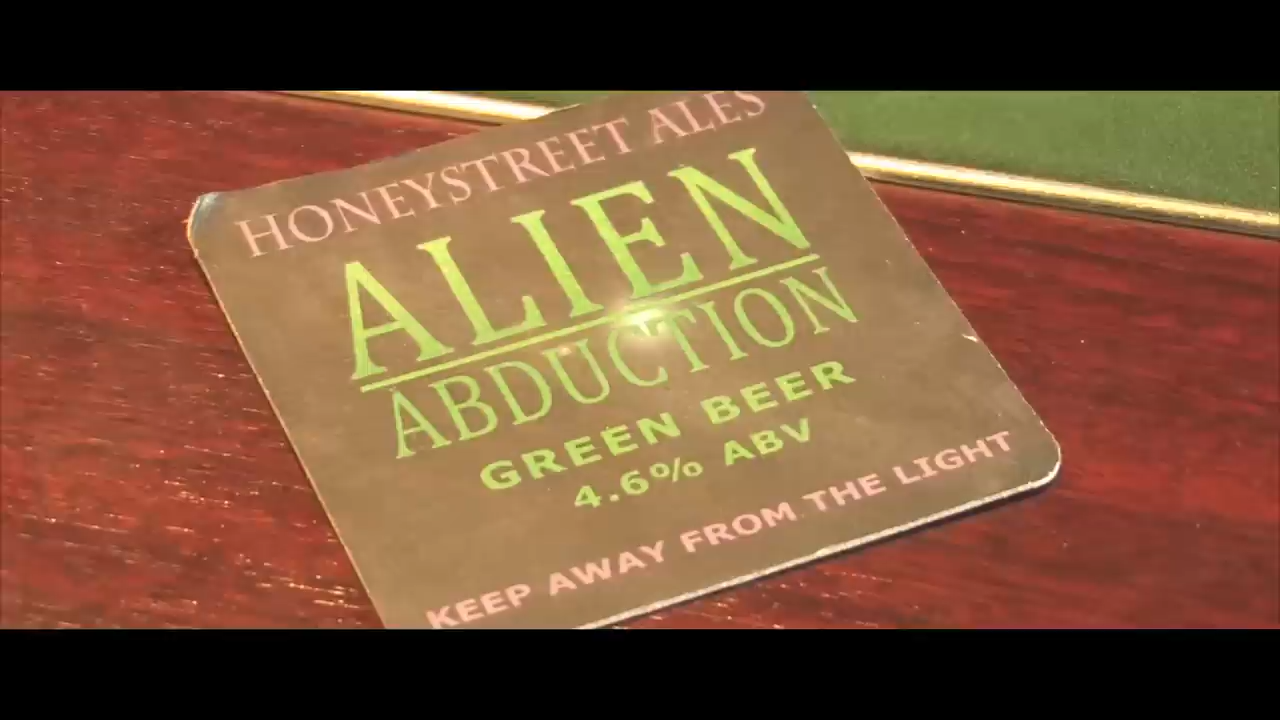 HONEYSTREET ALES
ALIEN
ABDUCTION
GREEN BEER
4.6% ABV
KEEP AWAY FROM THE LIGHT